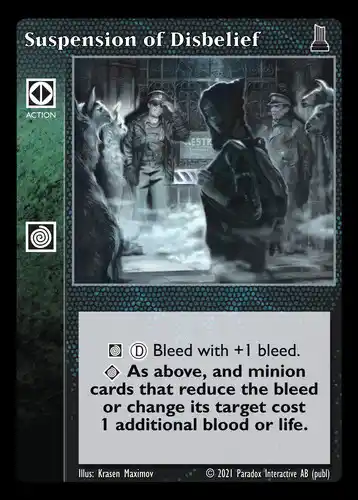 Suspension of Disbelief
ACTION
D Bleed with +1 bleed.
As above, and minion
cards that reduce the bleed
or change its target cost
1 additional blood or life.
Illus: Krasen Maximov © 2021 Paradox Interactive AB (publ)